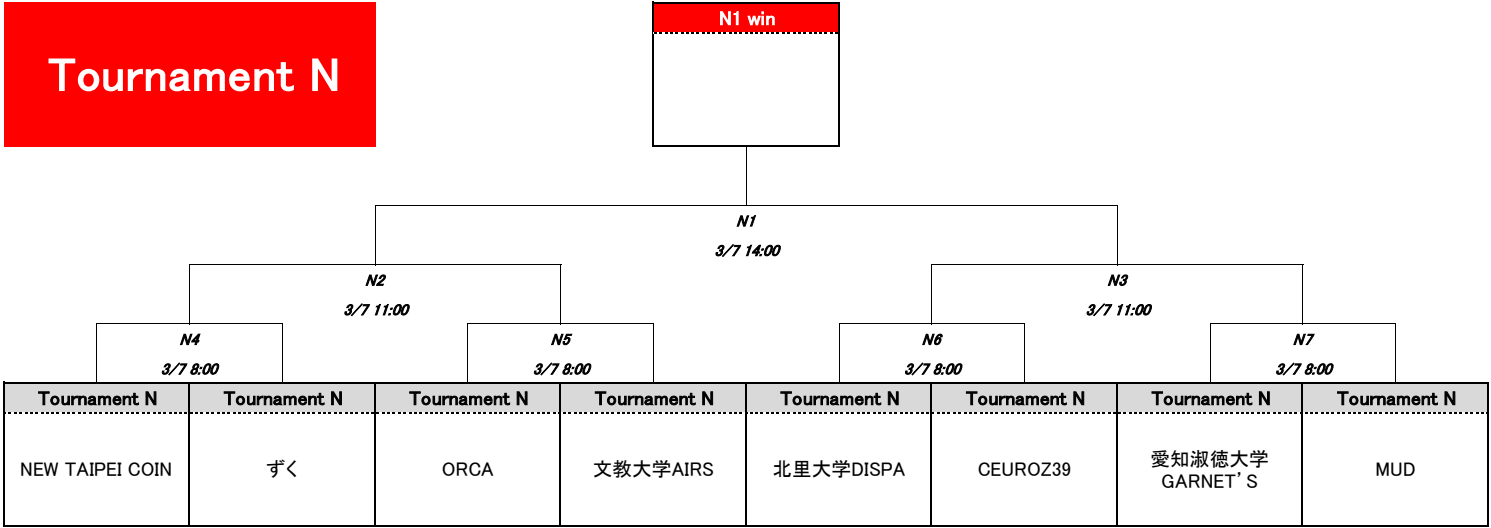 N1 win
Tournament N
N1
3/7 14:00
N2
N3
3/7 11:00
3/7 11:00
N4
N5
N6
N7
3/7 8:00
3/7 8:00
3/7 8:00
3/7 8:00
Tournament N
Tournament N
Tournament N
Tournament N
Tournament N
Tournament N
Tournament N
Tournament N
NEW TAIPEI COIN
ずく
ORCA
文教大学AIRS
北里大学DISPA
CEUROZ39
愛知淑徳大学
GARNET’S
MUD